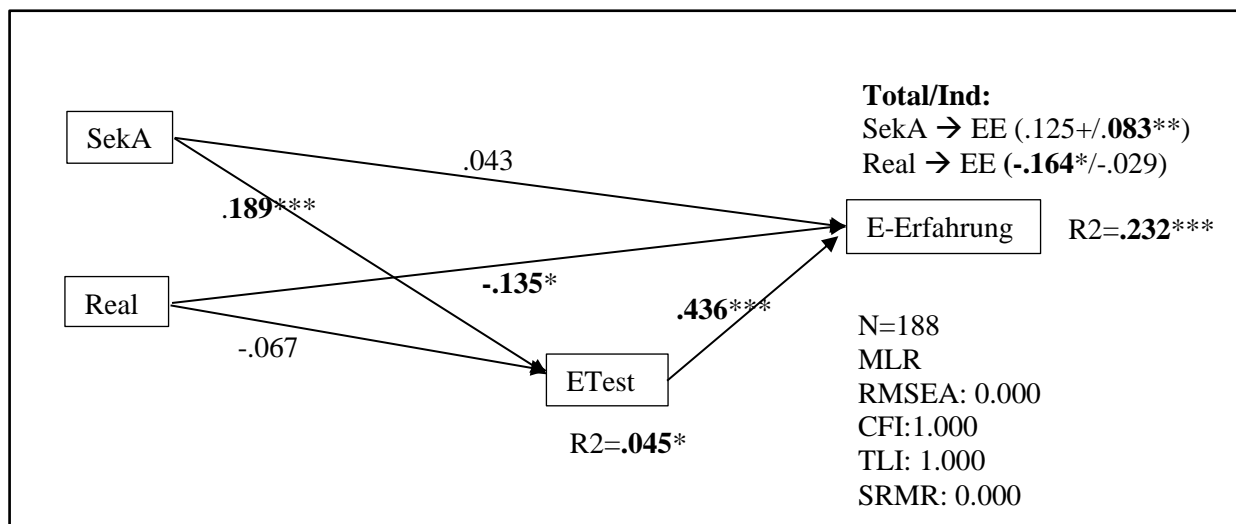 Total/Ind:
SekA → EE (.125+/.083**)
Real → EE (-.164*/-.029)
SekA
.043
.189***
E-Erfahrung
R2=.232***
Real
-.135*
.436***
-.067
ETest
R2=.045*
N=188
MLR
RMSEA: 0.000
CFI:1.000
TLI: 1.000
SRMR: 0.000